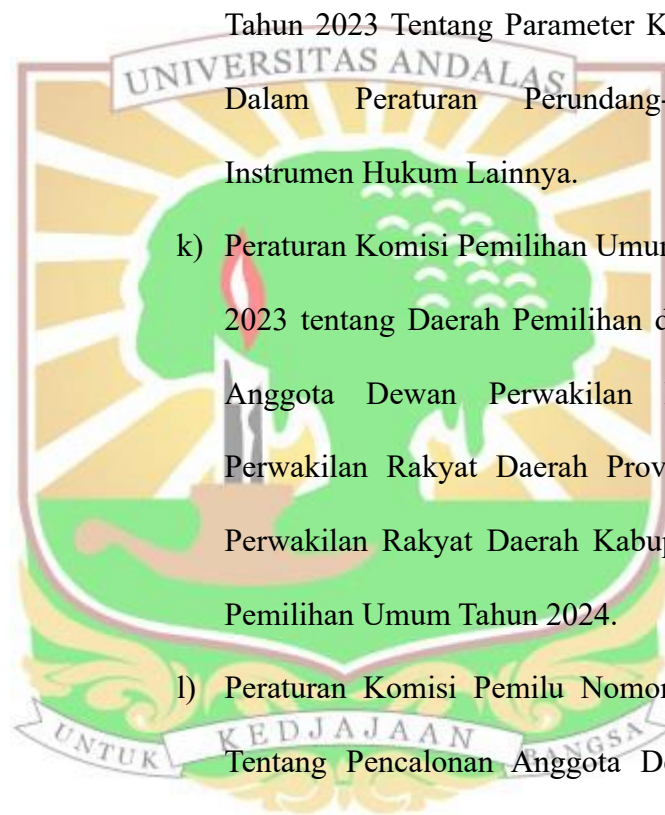 Tahun 2023 Tentang Parameter K
UNIVERSITAS ANDALAS
Dalam Peraturan Perundang-
Instrumen Hukum Lainnya.
k) Peraturan Komisi Pemilihan Umum
2023 tentang Daerah Pemilihan d
Anggota Dewan Perwakilan
Perwakilan Rakyat Daerah Prov
Perwakilan Rakyat Daerah Kabup
Pemilihan Umum Tahun 2024.
l) Peraturan Komisi Pemilu Nomor
UNTUK KEDJAJAAN BANGSA
Tentang Pencalonan Anggota De